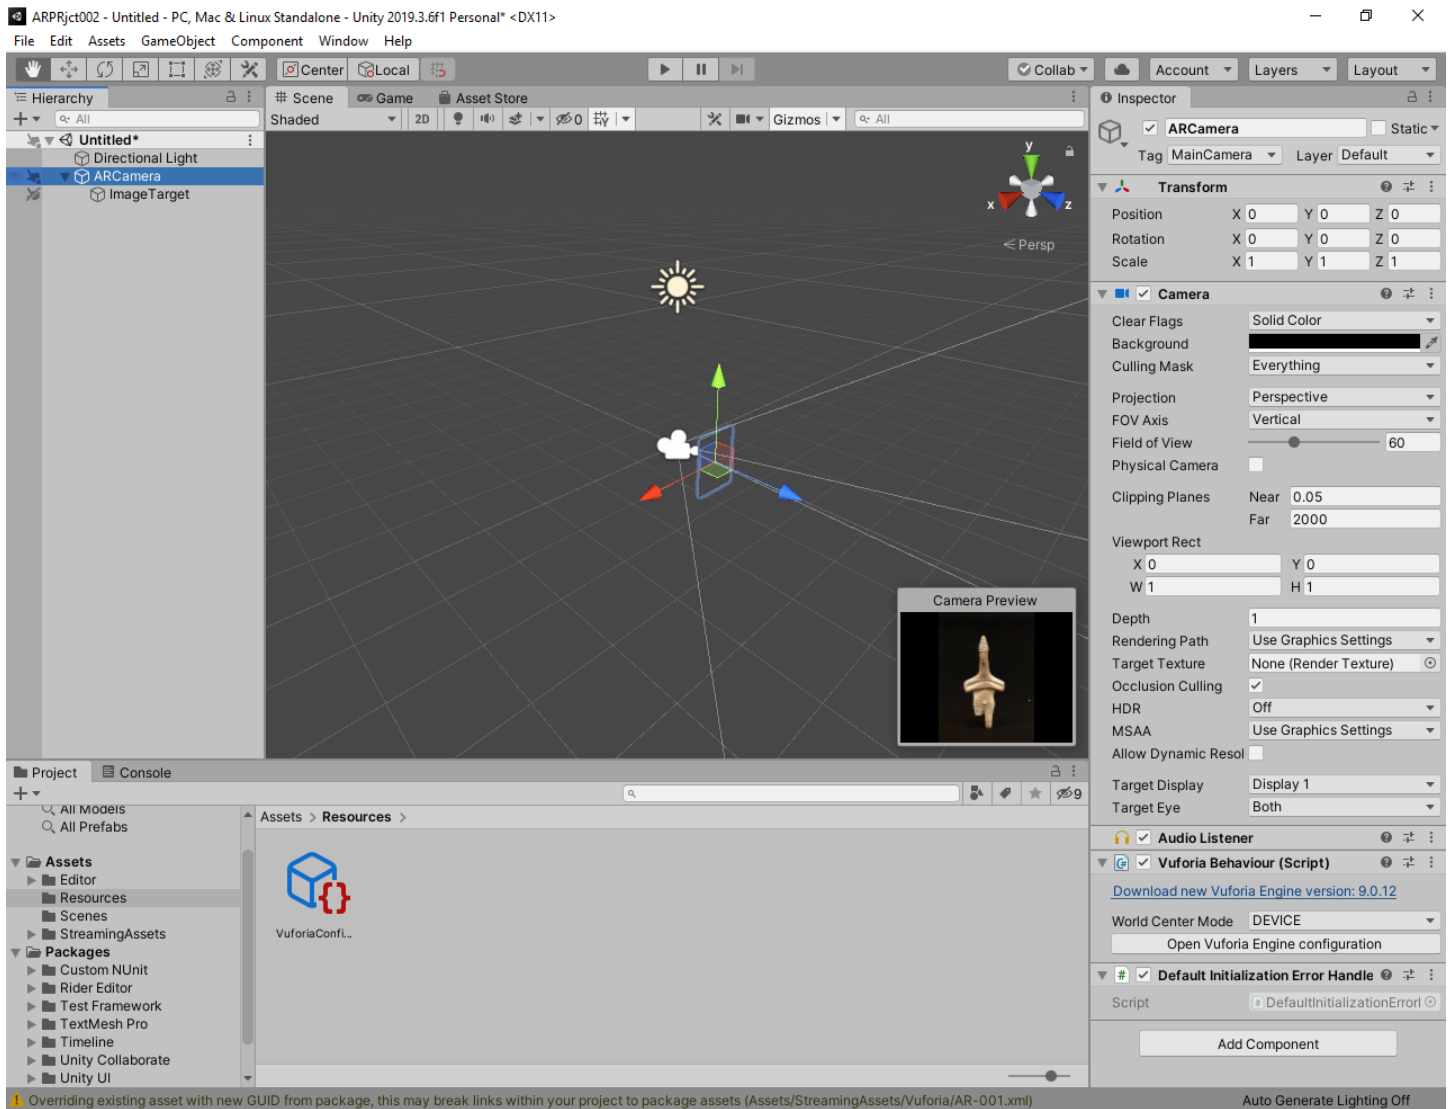 ARPRjct002 - Untitled - PC, Mac & Linux Standalone - Unity 2019.3.6f1 Personal* <DX11>
File Edit Assets GameObject Component Window Help
Center Local Collab Account Layers Layout
Hierarchy
All
Untitled*
Directional Light
ARCamera
ImageTarget
Scene Game Asset Store
Shaded 2D 0 Gizmos All
y
x z
Persp
Camera Preview
Inspector
ARCamera Static
Tag MainCamera Layer Default
Transform
Position X 0 Y 0 Z 0
Rotation X 0 Y 0 Z 0
Scale X 1 Y 1 Z 1
Camera
Clear Flags Solid Color
Background
Culling Mask Everything
Projection Perspective
FOV Axis Vertical
Field of View 60
Physical Camera
Clipping Planes Near 0.05
Far 2000
Viewport Rect
X 0 Y 0
W 1 H 1
Depth 1
Rendering Path Use Graphics Settings
Target Texture None (Render Texture)
Occlusion Culling
HDR Off
MSAA Use Graphics Settings
Allow Dynamic Resol
Target Display Display 1
Target Eye Both
Audio Listener
Vuforia Behaviour (Script)
Download new Vuforia Engine version: 9.0.12
World Center Mode DEVICE
Open Vuforia Engine configuration
# Default Initialization Error Handle
Script DefaultInitializationErrorI
Add Component
Project Console
9
All Models
All Prefabs
Assets
Editor
Resources
Scenes
StreamingAssets
Packages
Custom NUnit
Rider Editor
Test Framework
TextMesh Pro
Timeline
Unity Collaborate
Unity UI
Assets > Resources >
VuforiaConfi...
Overriding existing asset with new GUID from package, this may break links within your project to package assets (Assets/StreamingAssets/Vuforia/AR-001.xml)
Auto Generate Lighting Off